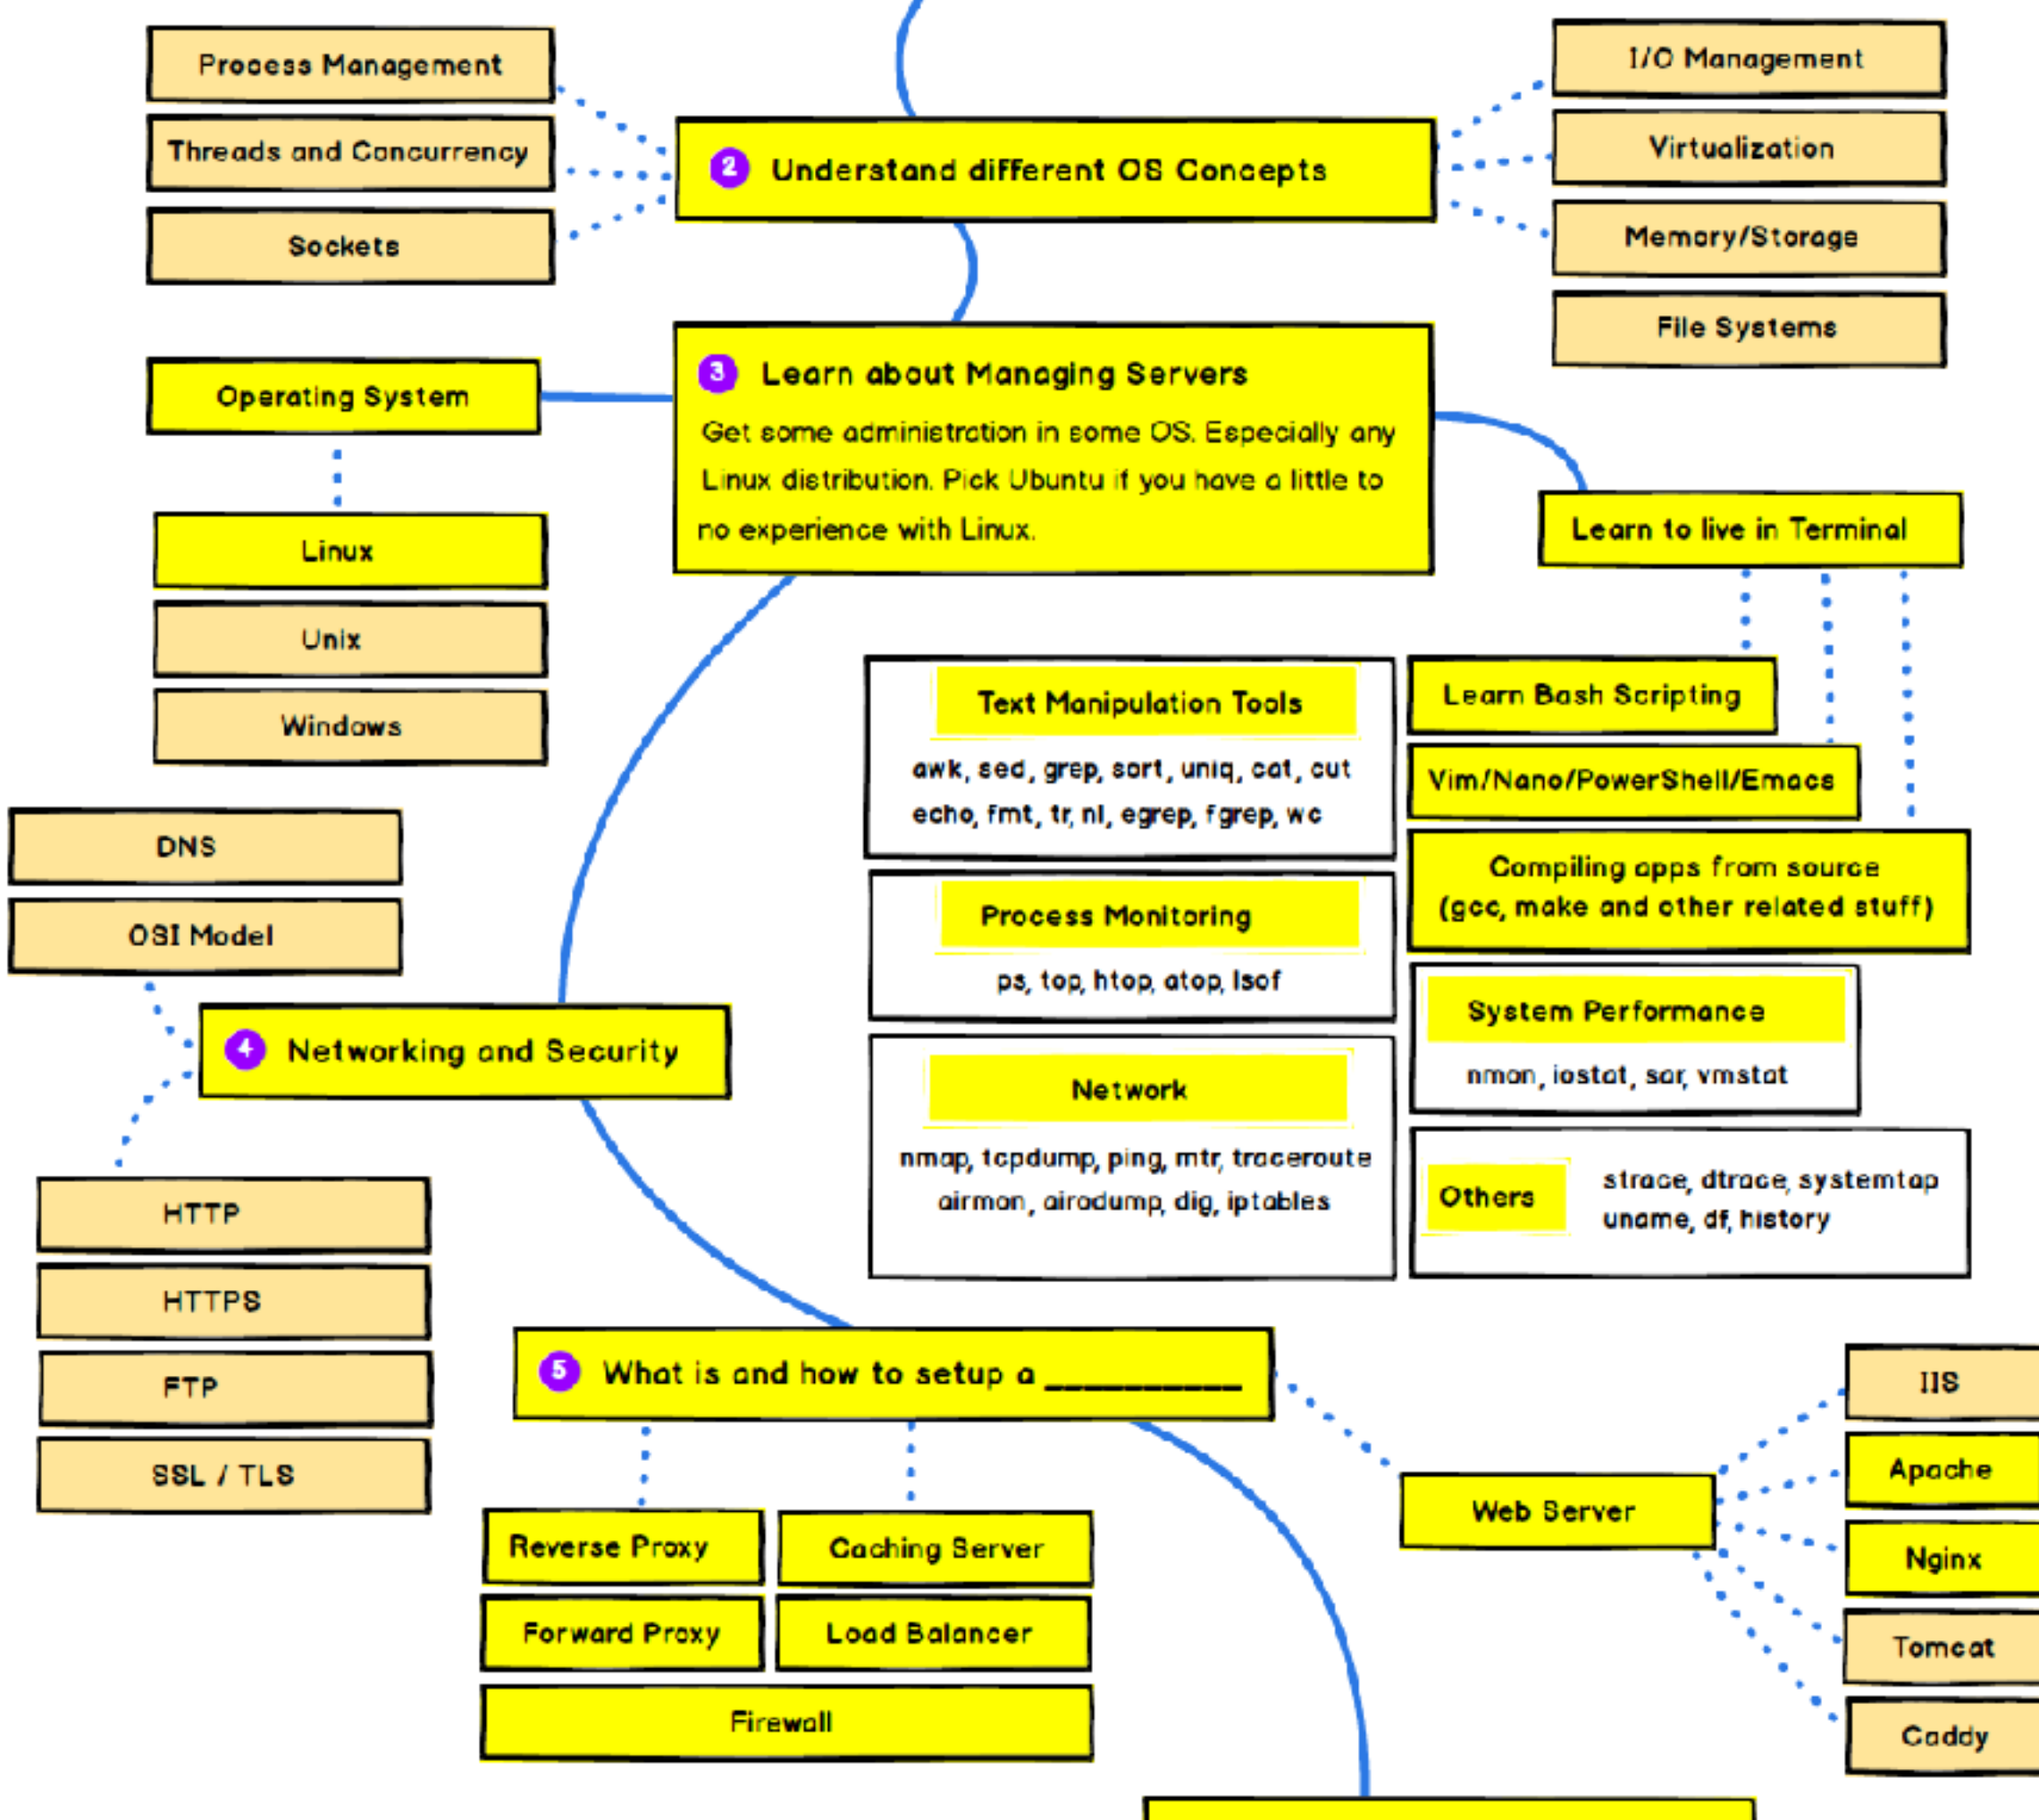 Process Management
Threads and Concurrency
Sockets
2 Understand different OS Concepts
I/O Management
Virtualization
Memory/Storage
File Systems
3 Learn about Managing Servers
Get some administration in some OS. Especially any
Linux distribution. Pick Ubuntu if you have a little to
no experience with Linux.
Operating System
Linux
Unix
Windows
Learn to live in Terminal
Learn Bash Scripting
Vim/Nano/PowerShell/Emacs
Compiling apps from source
(gcc, make and other related stuff)
Text Manipulation Tools
awk, sed, grep, sort, uniq, cat, cut
echo, fmt, tr, nl, egrep, fgrep, wc
Process Monitoring
ps, top, htop, atop, lsof
Network
nmap, tcpdump, ping, mtr, traceroute
airmon, airodump, dig, iptables
System Performance
nmon, iostat, sar, vmstat
Others
strace, dtrace, systemtap
uname, df, history
DNS
OSI Model
4 Networking and Security
HTTP
HTTPS
FTP
SSL / TLS
5 What is and how to setup a __________
Reverse Proxy
Caching Server
Forward Proxy
Load Balancer
Firewall
Web Server
IIS
Apache
Nginx
Tomcat
Caddy